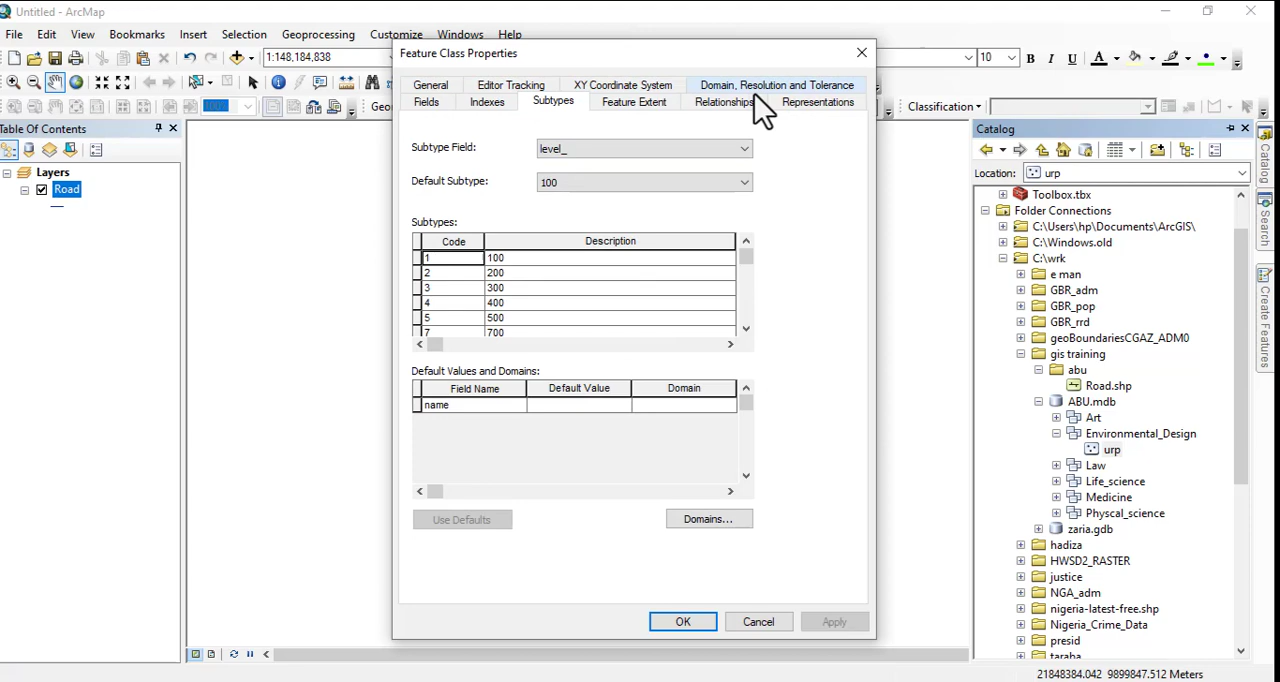 Untitled - ArcMap
File Edit View Bookmarks Insert Selection Geoprocessing Customize Windows Help
1:148,184,838
10 B I U A
Classification
Table Of Contents
Layers
Road
Feature Class Properties
General Editor Tracking XY Coordinate System Domain, Resolution and Tolerance
Fields Indexes Subtypes Feature Extent Relationships Representations
Subtype Field: level_
Default Subtype: 100
Subtypes:
Code Description
1 100
2 200
3 300
4 400
5 500
7 700
Default Values and Domains:
Field Name Default Value Domain
name
Use Defaults Domains...
OK Cancel Apply
Catalog
Location: urp
Toolbox.tbx
Folder Connections
C:\Users\hp\Documents\ArcGIS\
C:\Windows.old
C:\wrk
e man
GBR_adm
GBR_pop
GBR_rrd
geoBoundariesCGAZ_ADM0
gis training
abu
Road.shp
ABU.mdb
Art
Environmental_Design
urp
Law
Life_science
Medicine
Physcal_science
zaria.gdb
hadiza
HWSD2_RASTER
justice
NGA_adm
nigeria-latest-free.shp
Nigeria_Crime_Data
presid
taraba
Catalog
Search
Create Features
21848384.042 9899847.512 Meters